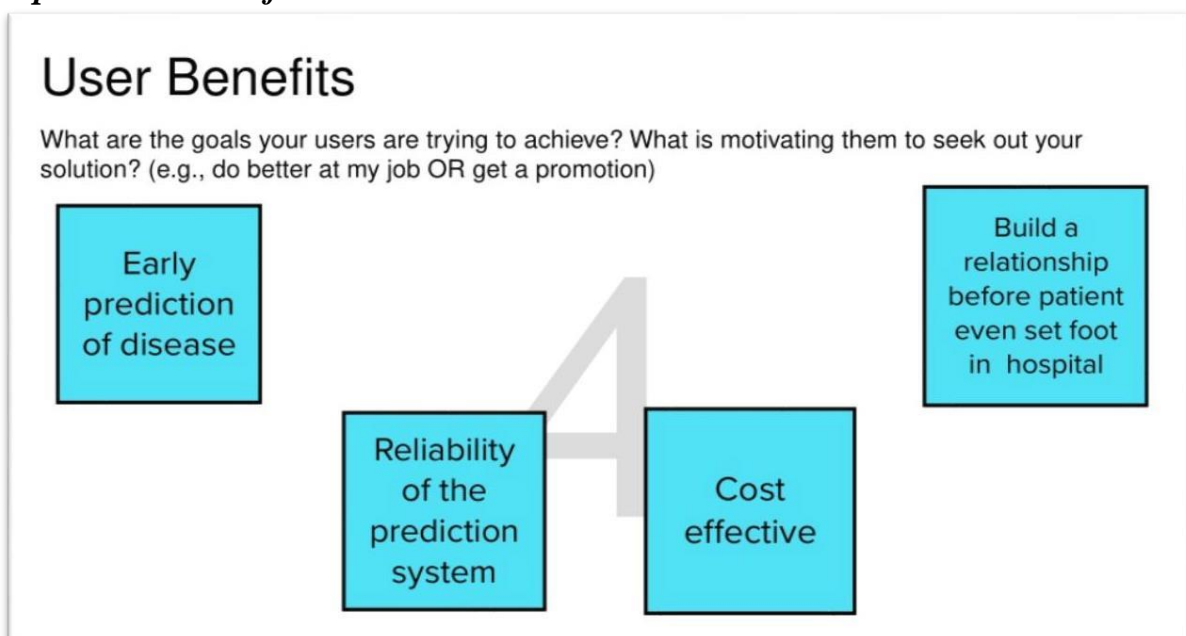 User Benefits
What are the goals your users are trying to achieve? What is motivating them to seek out your
solution? (e.g., do better at my job OR get a promotion)
Early
prediction
of disease
Reliability
of the
prediction
system
4
Cost
effective
Build a
relationship
before patient
even set foot
in hospital